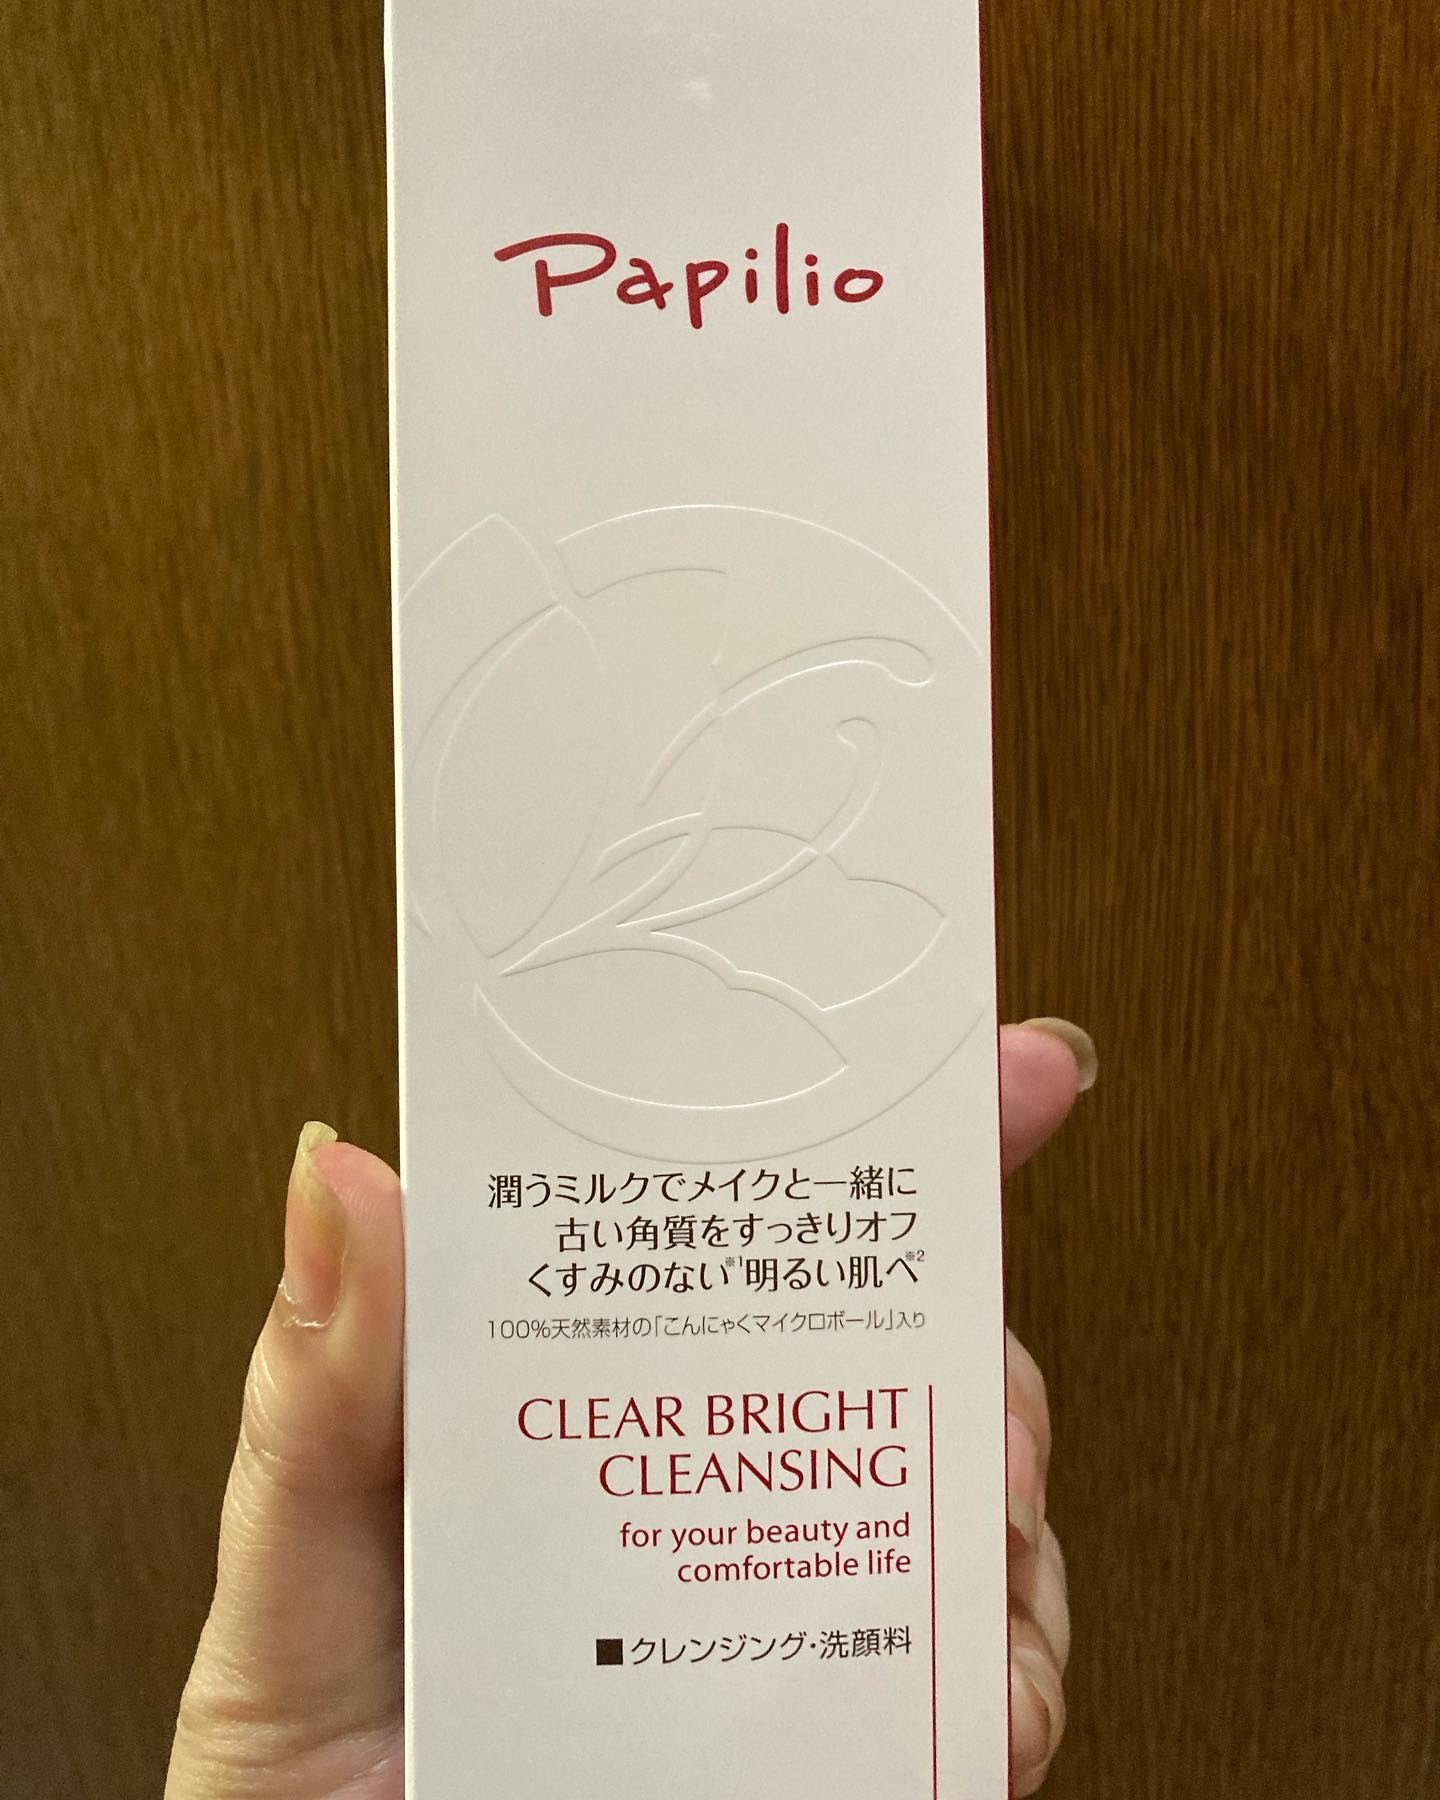 Papilio
潤うミルクでメイクと一緒に
古い角質をすっきりオフ
くすみのない※1明るい肌へ※2
100%天然素材の「こんにゃくマイクロボール」入り
CLEAR BRIGHT
CLEANSING
for your beauty and
comfortable life
■クレンジング・洗顔料